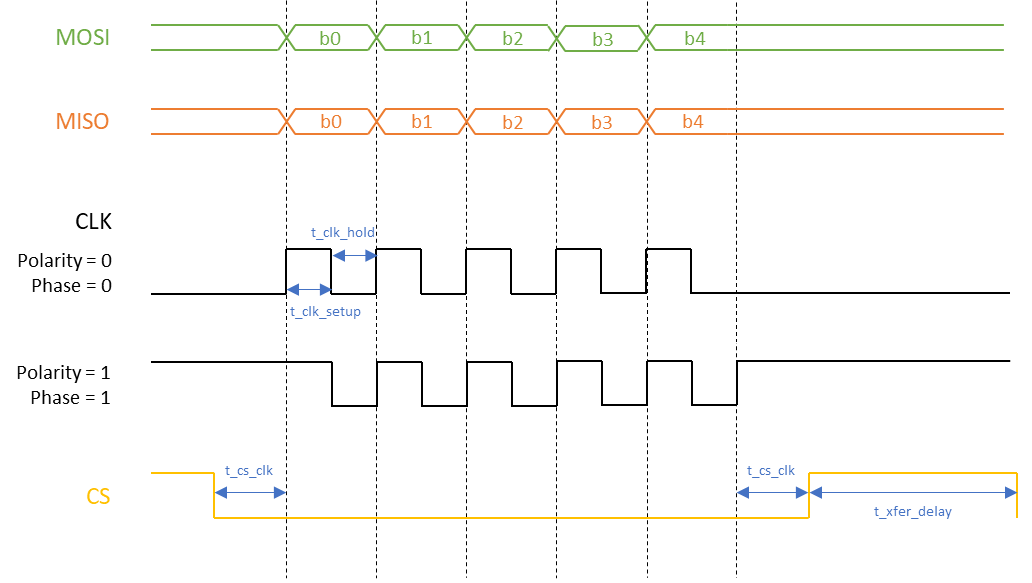 MOSI
b0 b1 b2 b3 b4
MISO
b0 b1 b2 b3 b4
CLK
t_clk_hold
Polarity = 0
Phase = 0
t_clk_setup
Polarity = 1
Phase = 1
t_cs_clk t_cs_clk
CS
t_xfer_delay